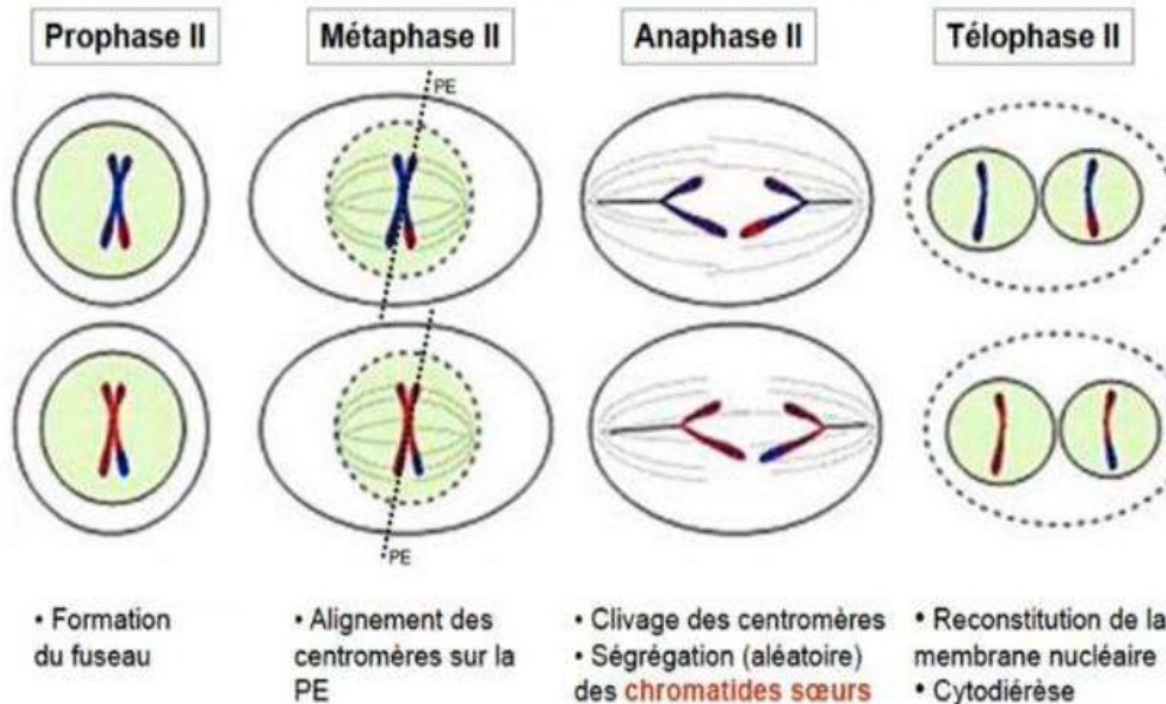 Prophase II
Métaphase II
Anaphase II
Télophase II
PE
PE
• Formation
du fuseau
• Alignement des
centromères sur la
PE
• Clivage des centromères
• Ségrégation (aléatoire)
des chromatides sœurs
• Reconstitution de la
membrane nucléaire
• Cytodiérèse